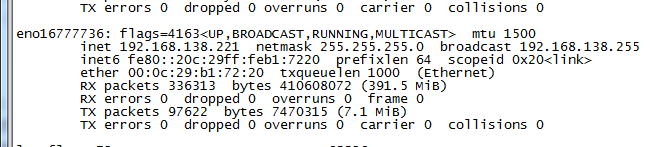 TX errors 0  dropped 0 overruns 0  carrier 0  collisions 0
eno16777736: flags=4163<UP,BROADCAST,RUNNING,MULTICAST>  mtu 1500
inet 192.168.138.221  netmask 255.255.255.0  broadcast 192.168.138.255
inet6 fe80::20c:29ff:feb1:7220  prefixlen 64  scopeid 0x20<link>
ether 00:0c:29:b1:72:20  txqueuelen 1000  (Ethernet)
RX packets 336313  bytes 410608072 (391.5 MiB)
RX errors 0  dropped 0  overruns 0  frame 0
TX packets 97622  bytes 7470315 (7.1 MiB)
TX errors 0  dropped 0 overruns 0  carrier 0  collisions 0